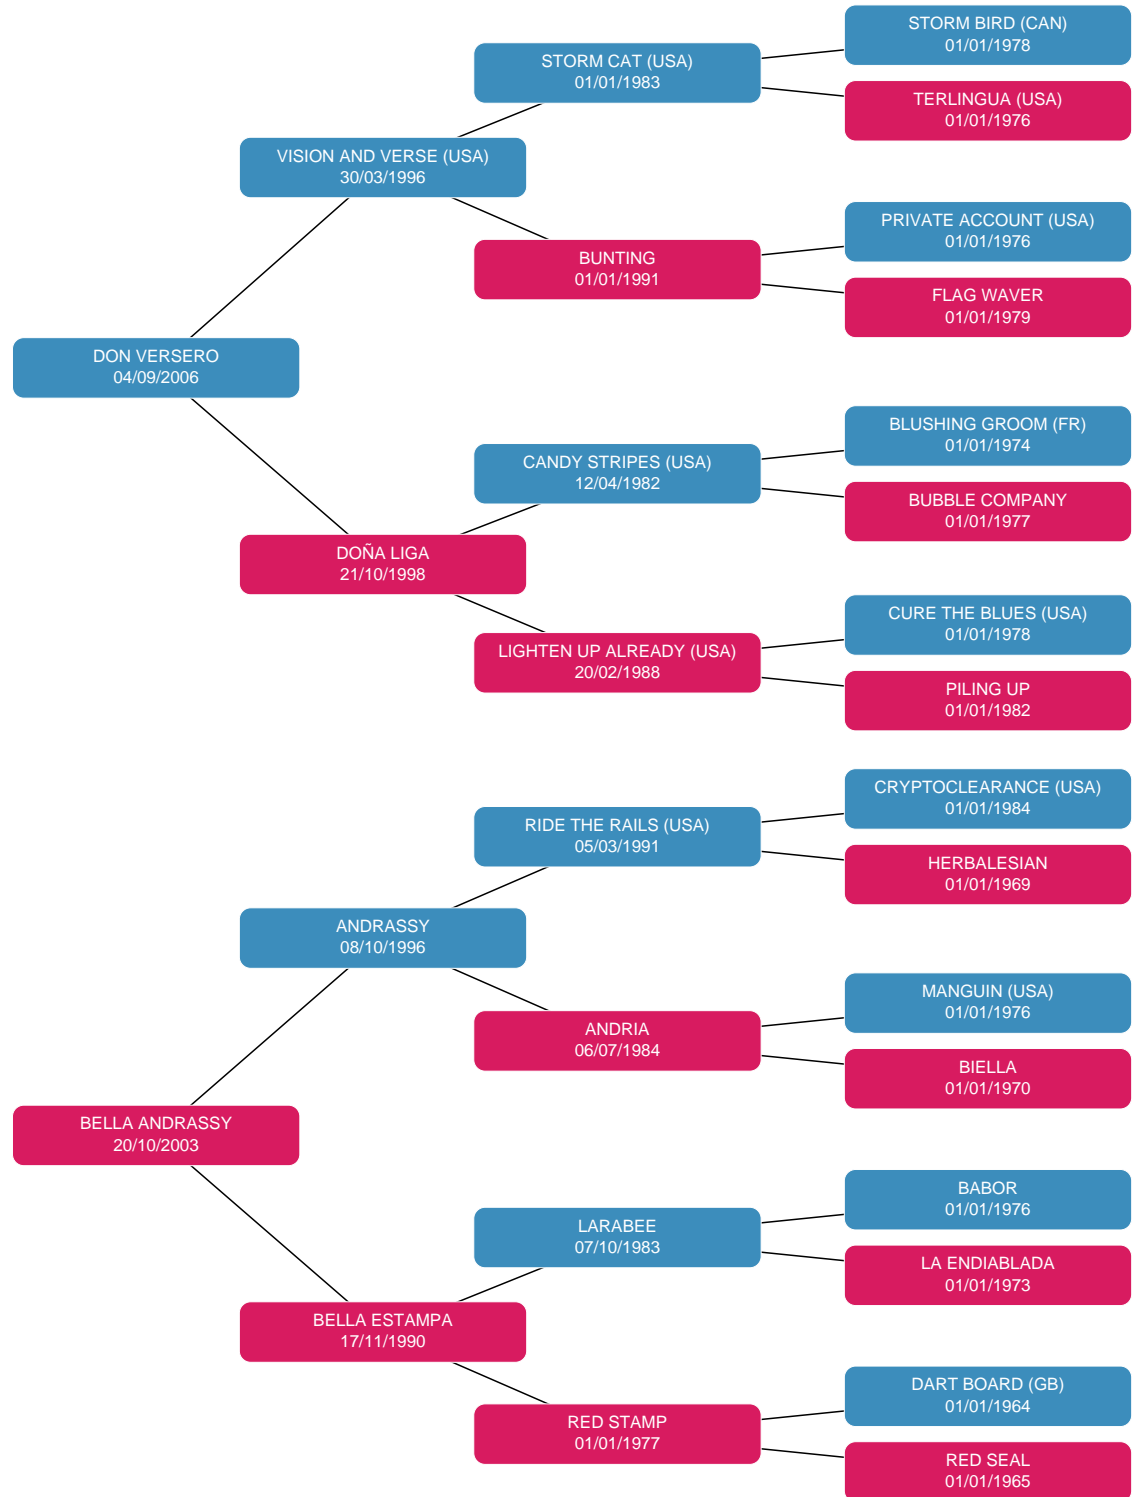 STORM BIRD (CAN)
01/01/1978
STORM CAT (USA)
01/01/1983
TERLINGUA (USA)
01/01/1976
VISION AND VERSE (USA)
30/03/1996
PRIVATE ACCOUNT (USA)
01/01/1976
BUNTING
01/01/1991
FLAG WAVER
01/01/1979
DON VERSERO
04/09/2006
BLUSHING GROOM (FR)
01/01/1974
CANDY STRIPES (USA)
12/04/1982
BUBBLE COMPANY
01/01/1977
DOÑA LIGA
21/10/1998
CURE THE BLUES (USA)
01/01/1978
LIGHTEN UP ALREADY (USA)
20/02/1988
PILING UP
01/01/1982
CRYPTOCLEARANCE (USA)
01/01/1984
RIDE THE RAILS (USA)
05/03/1991
HERBALESIAN
01/01/1969
ANDRASSY
08/10/1996
MANGUIN (USA)
01/01/1976
ANDRIA
06/07/1984
BIELLA
01/01/1970
BELLA ANDRASSY
20/10/2003
BABOR
01/01/1976
LARABEE
07/10/1983
LA ENDIABLADA
01/01/1973
BELLA ESTAMPA
17/11/1990
DART BOARD (GB)
01/01/1964
RED STAMP
01/01/1977
RED SEAL
01/01/1965